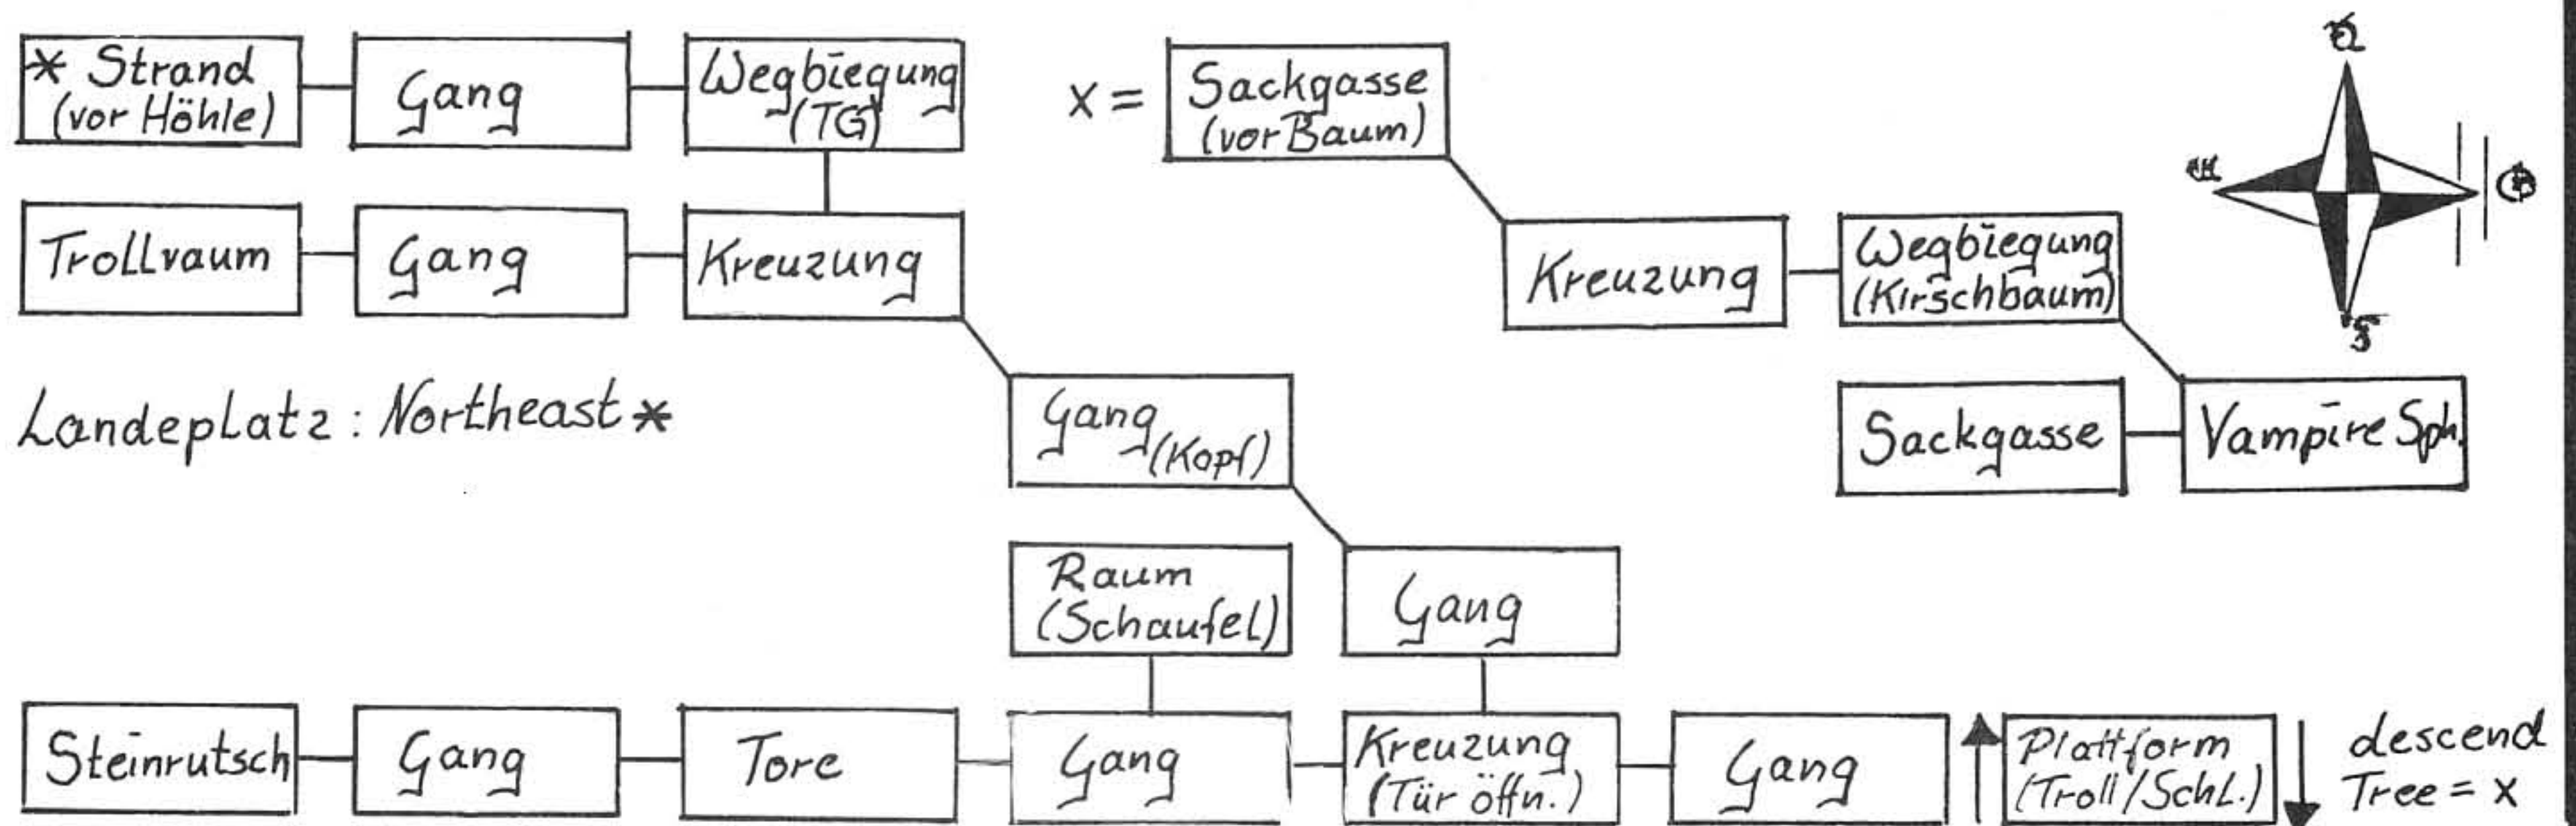 * Strand
(vor Höhle)
Gang
Wegbiegung
(TG)
x =
Sackgasse
(vor Baum)
Trollraum
Gang
Kreuzung
Kreuzung
Wegbiegung
(Kirschbaum)
S
Landeplatz: Northeast *
Gang
(Kopf)
Sackgasse
Vampire Sph.
Raum
(Schaufel)
Gang
Steinrutsch
Gang
Tore
Gang
Kreuzung
(Tür öffn.)
Gang
Plattform
(Troll/Schl.)
descend
Tree = x